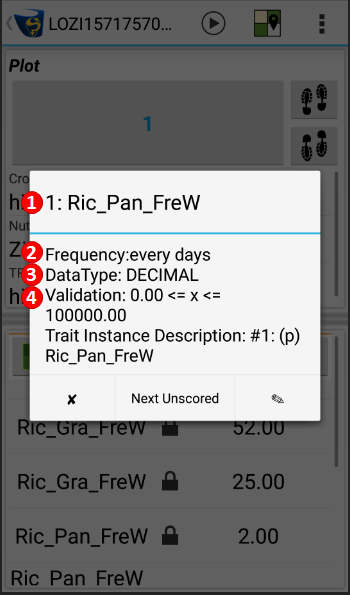 LOZI15717570...
Plot
1
Cro
hi
1 1: Ric_Pan_FreW
Nut
2 Frequency:every days
3 DataType: DECIMAL
4 Validation: 0.00 <= x <=
100000.00
Trait Instance Description: #1: (p)
Ric_Pan_FreW
✘ Next Unscored ✎
Ric_Gra_FreW 52.00
Ric_Gra_FreW 25.00
Ric_Pan_FreW 2.00
Ric_Pan_FreW